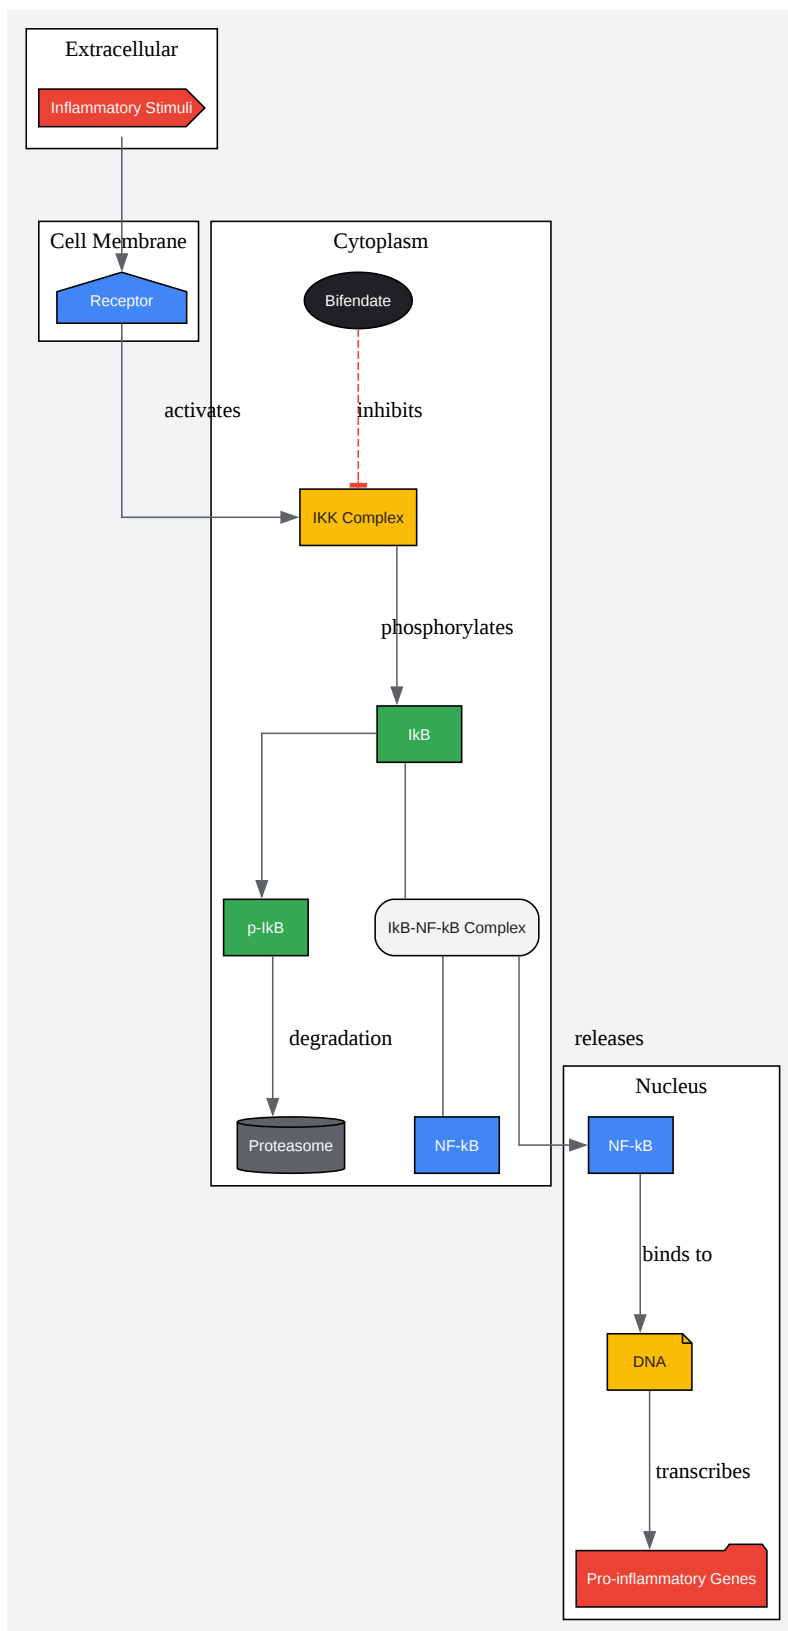 Extracellular
Inflammatory Stimuli
Cell Membrane
Receptor
Cytoplasm
Bifendate
activates
inhibits
IKK Complex
phosphorylates
IkB
p-IkB
IkB-NF-kB Complex
degradation
releases
Proteasome
NF-kB
Nucleus
NF-kB
binds to
DNA
transcribes
Pro-inflammatory Genes